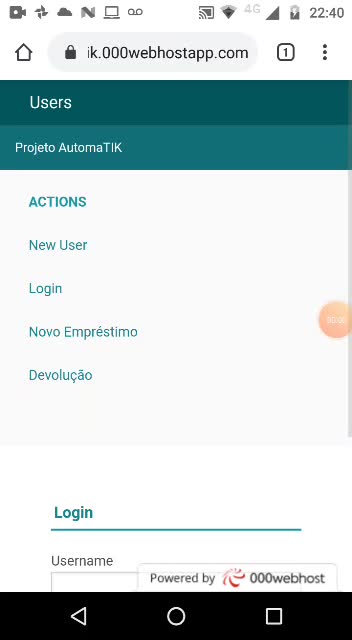 4G 22:40
ik.000webhostapp.com 1
Users
Projeto AutomaTIK
ACTIONS
New User
Login
Novo Empréstimo
Devolução
00:00
Login
Username
Powered by 000webhost